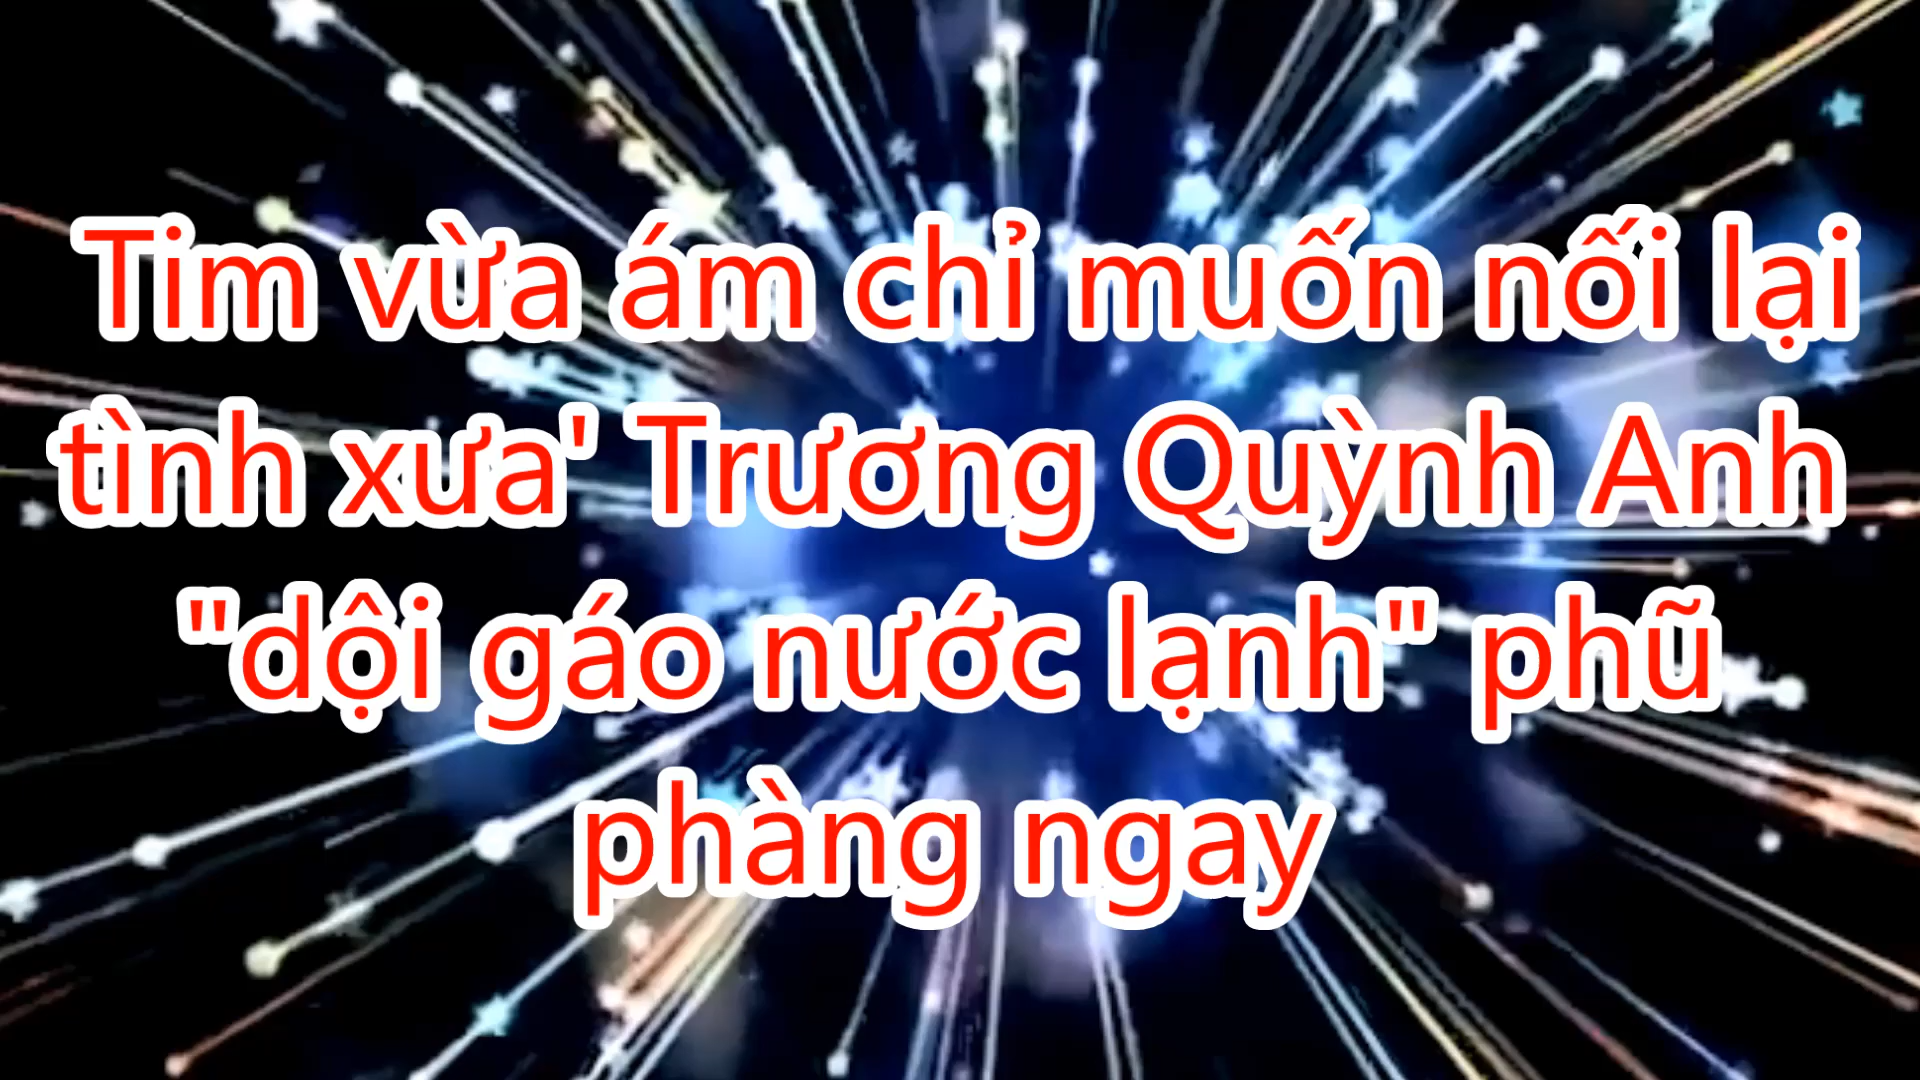 Tim vừa ám chỉ muốn nối lại
tình xưa' Trương Quỳnh Anh
"dội gáo nước lạnh" phũ
phàng ngay